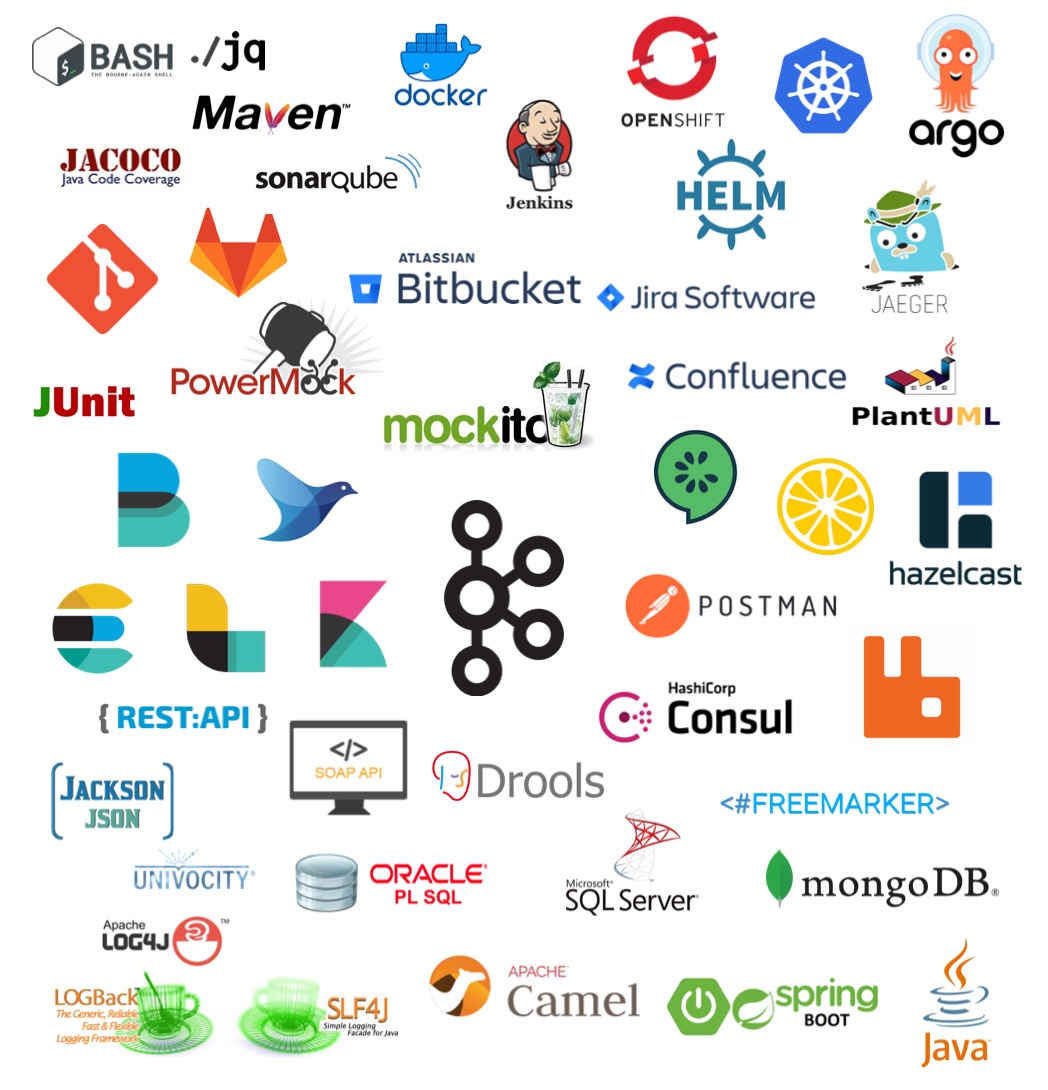 BASH
THE BOURNE-AGAIN SHELL
./jq
docker
OPENSHIFT
argo
Maven™
Jenkins
JACOCO
Java Code Coverage
sonarqube
HELM
JAEGER
ATLASSIAN
Bitbucket
Jira Software
PowerMock
JUnit
mockito
Confluence
PlantUML
hazelcast
POSTMAN
{ REST:API }
</>
SOAP API
HashiCorp
Consul
JACKSON
JSON
Drools
<#FREEMARKER>
UNIVOCITY
ORACLE®
PL SQL
Microsoft®
SQL Server®
mongoDB®
Apache
LOG4J™
LOGBack
The Generic, Reliable
Fast & Flexible
Logging Framework
SLF4J
Simple Logging
Facade for Java
APACHE
Camel
spring
BOOT
Java